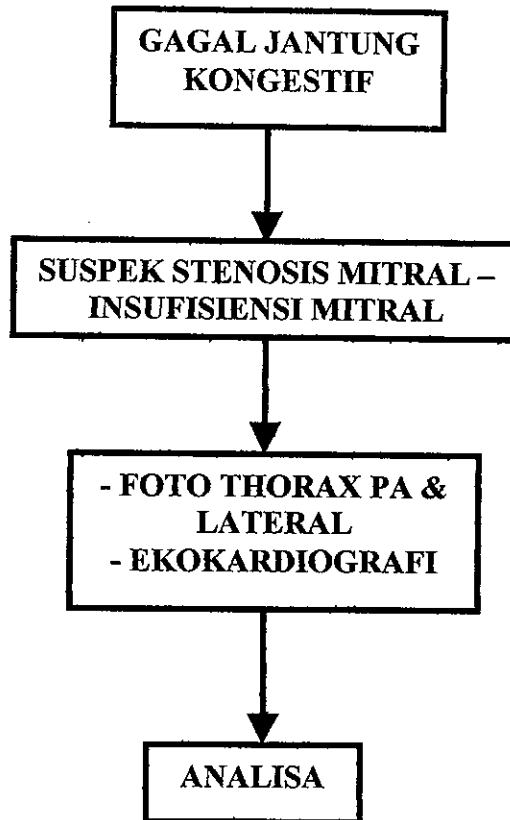 GAGAL JANTUNG
KONGESTIF
SUSPEK STENOSIS MITRAL –
INSUFISIENSI MITRAL
- FOTO THORAX PA &
LATERAL
- EKOKARDIOGRAFI
ANALISA